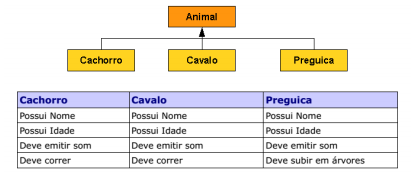 Animal
Cachorro Cavalo Preguica
Cachorro Cavalo Preguica
Possui Nome Possui Nome Possui Nome
Possui Idade Possui Idade Possui Idade
Deve emitir som Deve emitir som Deve emitir som
Deve correr Deve correr Deve subir em árvores